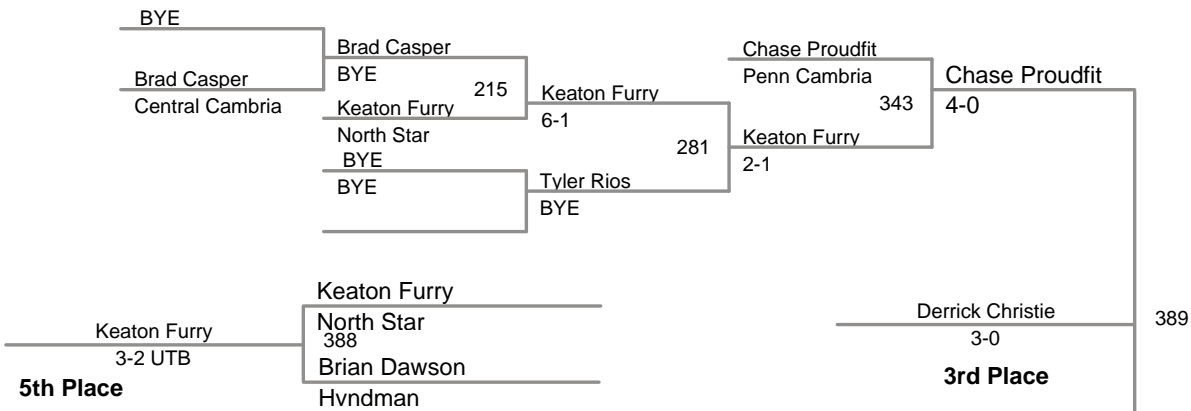 BYE
Brad Casper
Central Cambria
Brad Casper
BYE
215
Keaton Furry
North Star
BYE
BYE
Keaton Furry
6-1
281
Tyler Rios
BYE
Chase Proudfit
Penn Cambria
343
Keaton Furry
2-1
Chase Proudfit
4-0
389
Keaton Furry
3-2 UTB
5th Place
Keaton Furry
North Star
388
Brian Dawson
Hyndman
Derrick Christie
3-0
3rd Place